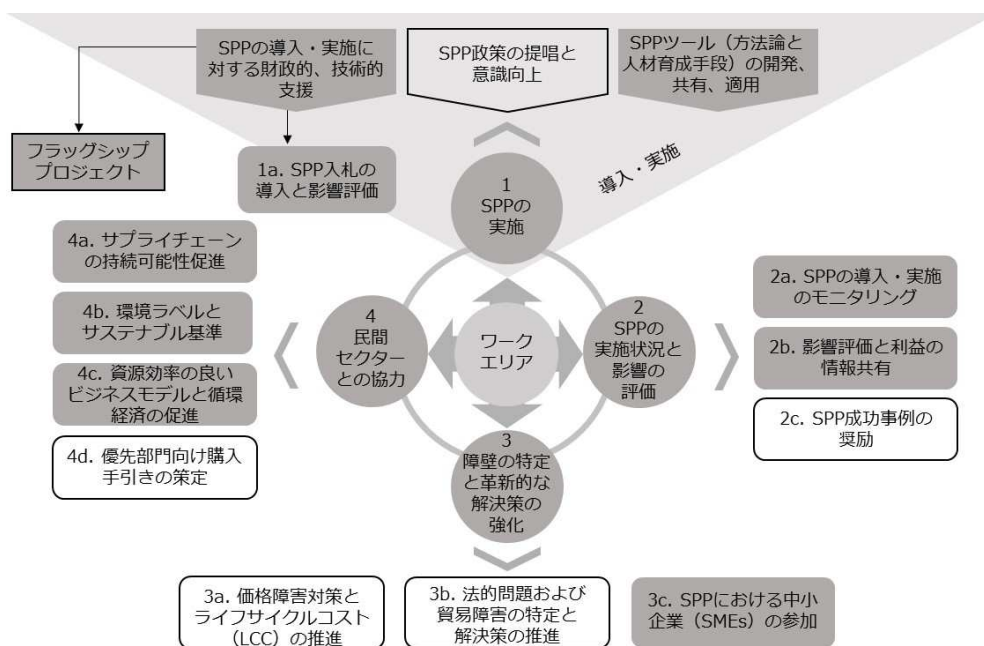 SPPの導入・実施に
対する財政的、技術的
支援
SPP政策の提唱と
意識向上
SPPツール（方法論と
人材育成手段）の開発、
共有、適用
フラッグシップ
プロジェクト
1a. SPP入札の
導入と影響評価
導入・実施
1
SPPの
実施
4a. サプライチェーン
の持続可能性促進
4b. 環境ラベルと
サステナブル基準
4c. 資源効率の良い
ビジネスモデルと循環
経済の促進
4d. 優先部門向け購入
手引きの策定
4
民間
セクター
との協力
ワーク
エリア
2
SPPの
実施状況と
影響の
評価
2a. SPPの導入・実施
のモニタリング
2b. 影響評価と利益の
情報共有
2c. SPP成功事例の
奨励
3
障壁の特定
と革新的な
解決策の
強化
3a. 価格障害対策と
ライフサイクルコスト
（LCC）の推進
3b. 法的問題および
貿易障害の特定と
解決策の推進
3c. SPPにおける中小
企業（SMEs）の参加